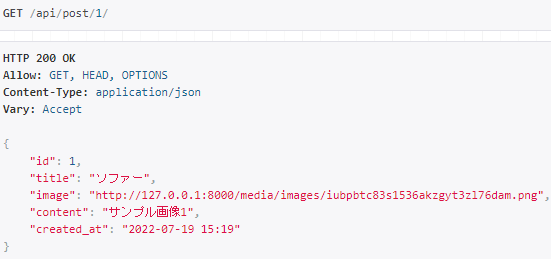 GET /api/post/1/
HTTP 200 OK
Allow: GET, HEAD, OPTIONS
Content-Type: application/json
Vary: Accept
{
"id": 1,
"title": "ソファー",
"image": "http://127.0.0.1:8000/media/images/iubpbtc83s1536akzgyt3zl76dam.png",
"content": "サンプル画像1",
"created_at": "2022-07-19 15:19"
}